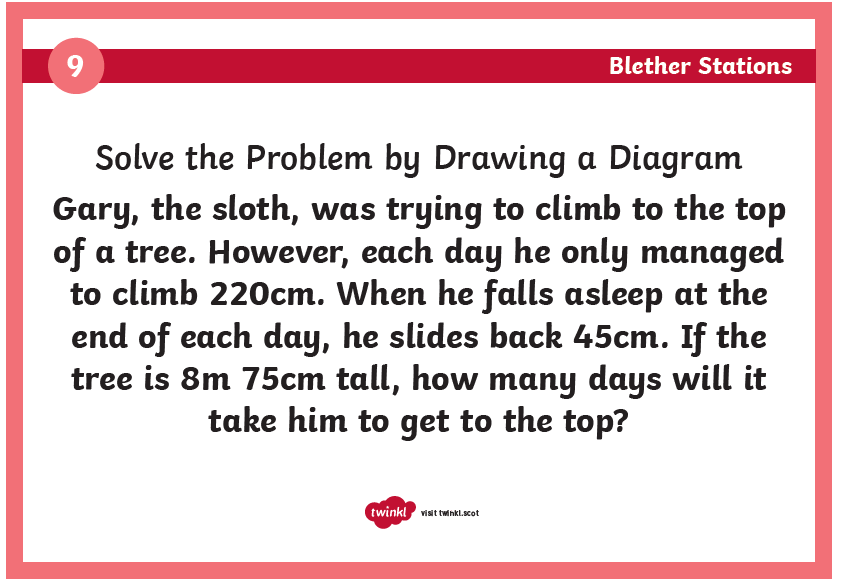 9
Blether Stations
Solve the Problem by Drawing a Diagram
Gary, the sloth, was trying to climb to the top
of a tree. However, each day he only managed
to climb 220cm. When he falls asleep at the
end of each day, he slides back 45cm. If the
tree is 8m 75cm tall, how many days will it
take him to get to the top?
twinkl
visit twinkl.scot